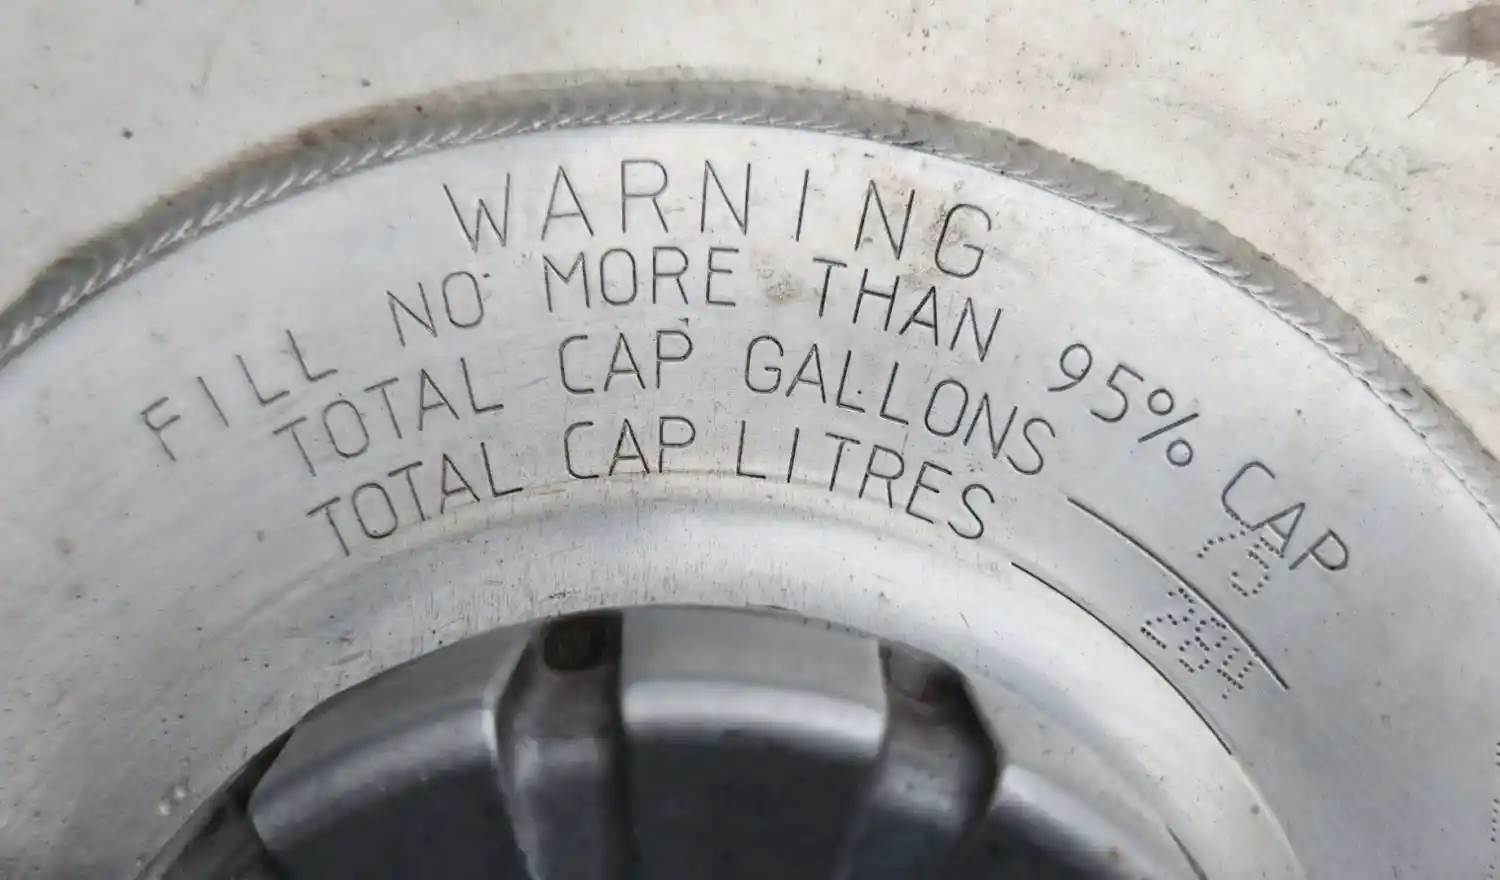 WARNING
FILL NO MORE THAN 95% CAP
TOTAL CAP GALLONS 75
TOTAL CAP LITRES 284